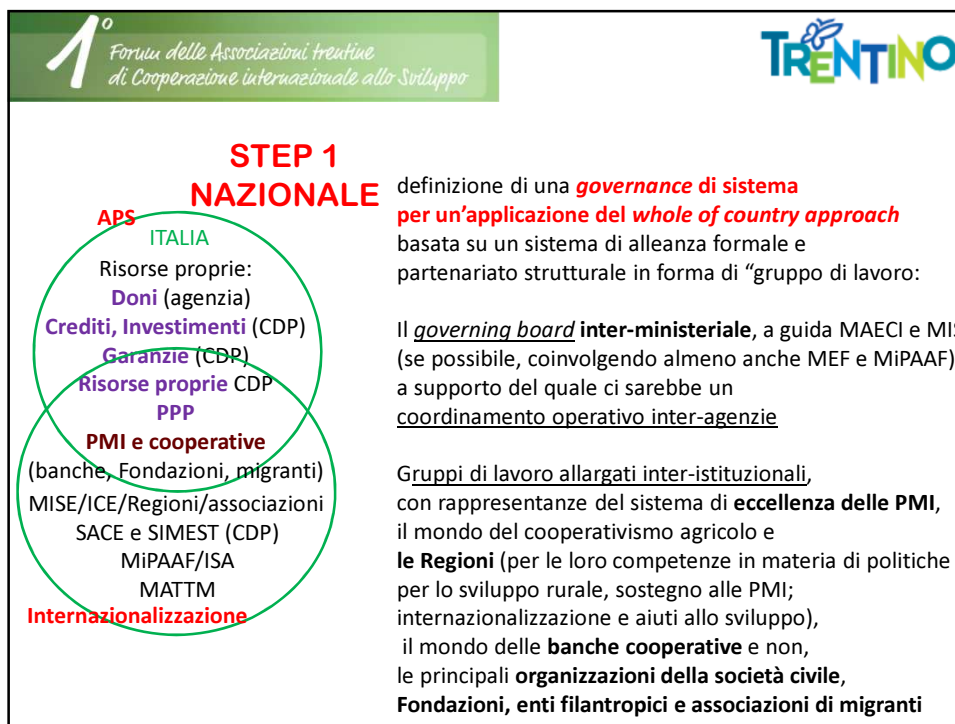 1°
Forum delle Associazioni trentine
di Cooperazione internazionale allo Sviluppo
TRENTINO
STEP 1
NAZIONALE
APS
ITALIA
Risorse proprie:
Doni (agenzia)
Crediti, Investimenti (CDP)
Garanzie (CDP)
Risorse proprie CDP
PPP
PMI e cooperative
(banche, Fondazioni, migranti)
MISE/ICE/Regioni/associazioni
SACE e SIMEST (CDP)
MiPAAF/ISA
MATTM
Internazionalizzazione
definizione di una governance di sistema
per un’applicazione del whole of country approach
basata su un sistema di alleanza formale e
partenariato strutturale in forma di “gruppo di lavoro:
Il governing board inter-ministeriale, a guida MAECI e
(se possibile, coinvolgendo almeno anche MEF e MiPAAF)
a supporto del quale ci sarebbe un
coordinamento operativo inter-agenzie
Gruppi di lavoro allargati inter-istituzionali,
con rappresentanze del sistema di eccellenza delle PMI,
il mondo del cooperativismo agricolo e
le Regioni (per le loro competenze in materia di politiche
per lo sviluppo rurale, sostegno alle PMI;
internazionalizzazione e aiuti allo sviluppo),
il mondo delle banche cooperative e non,
le principali organizzazioni della società civile,
Fondazioni, enti filantropici e associazioni di migranti